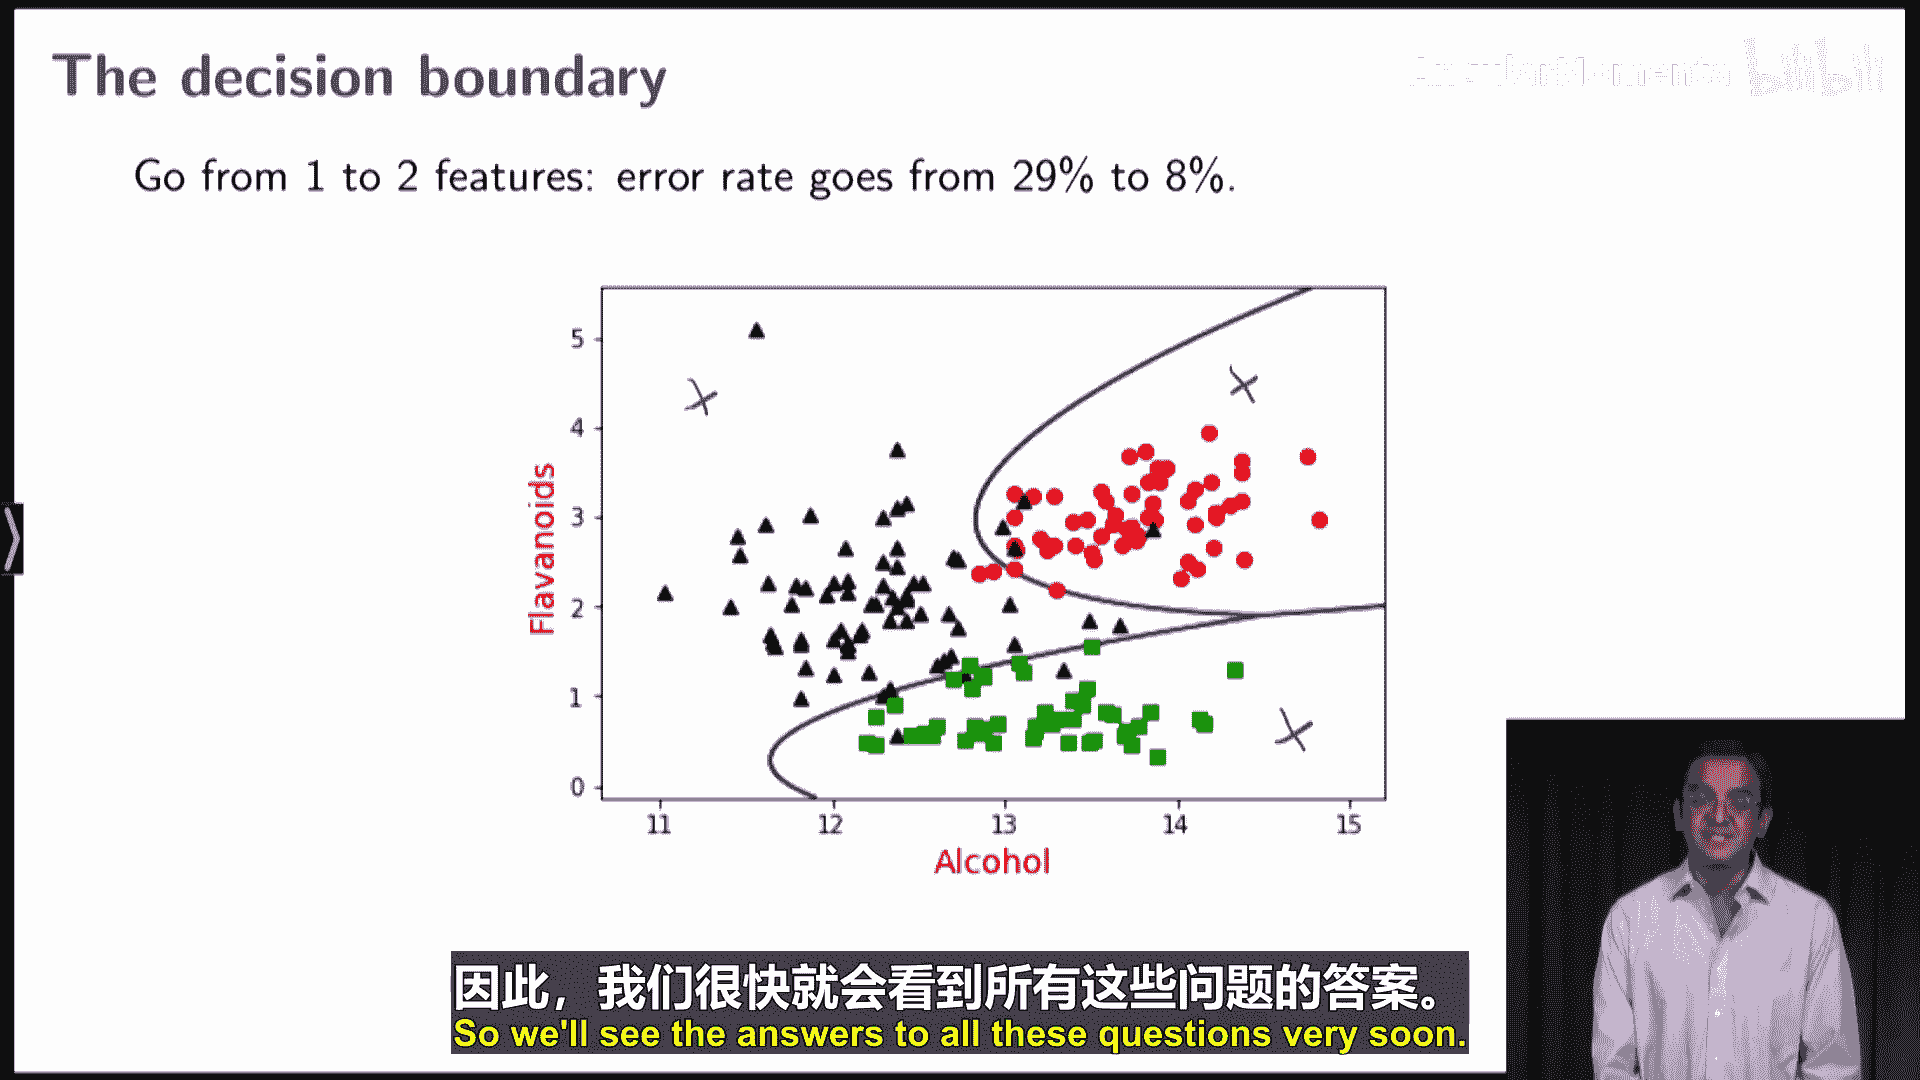 The decision boundary
bilibili
Go from 1 to 2 features: error rate goes from 29% to 8%.
5
4
3
2
1
0
Flavanoids
11 12 13 14 15
Alcohol
因此，我们很快就会看到所有这些问题的答案。
So we'll see the answers to all these questions very soon.